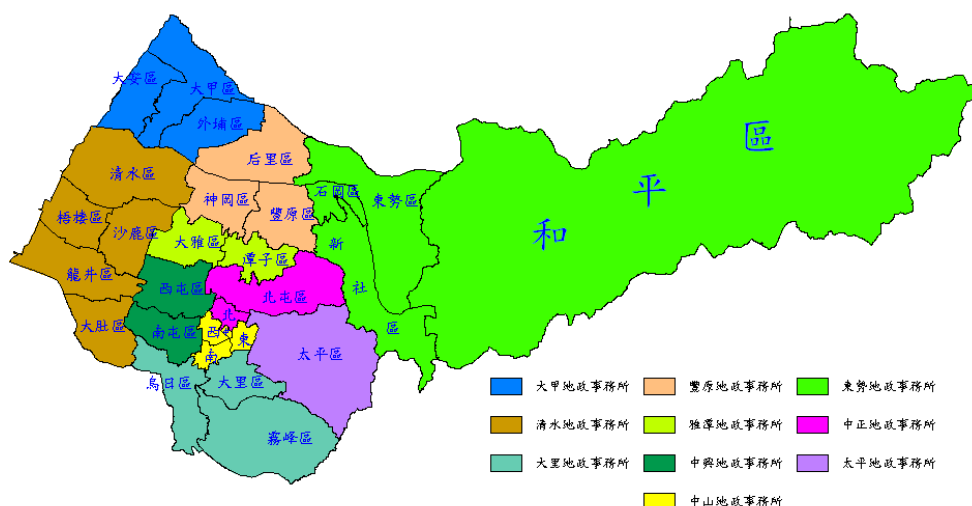 大安區
大甲區
外埔區
后里區
清水區
神岡區
豐原區
石岡區
東勢區
和平區
梧棲區
沙鹿區
大雅區
潭子區
新社區
龍井區
西屯區
北屯區
大肚區
南屯區
北
西
中
東
南
太平區
烏日區
大里區
霧峰區
大甲地政事務所
豐原地政事務所
東勢地政事務所
清水地政事務所
雅潭地政事務所
中正地政事務所
大里地政事務所
中興地政事務所
太平地政事務所
中山地政事務所